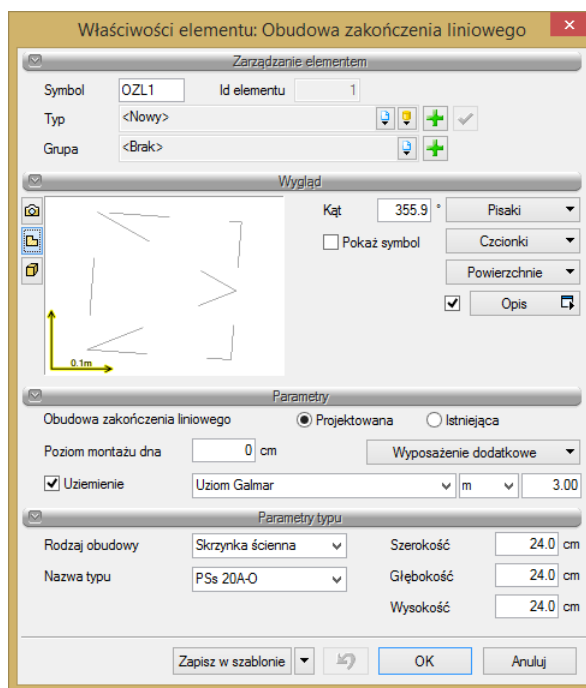 Właściwości elementu: Obudowa zakończenia liniowego
Zarządzanie elementem
Symbol OZL1 Id elementu 1
Typ <Nowy>
Grupa <Brak>
Wygląd
Kąt 355.9 ° Pisaki
Pokaż symbol Czcionki
Powierzchnie
Opis
0.1m
Parametry
Obudowa zakończenia liniowego Projektowana Istniejąca
Poziom montażu dna 0 cm Wyposażenie dodatkowe
Uziemienie Uziom Galmar m 3.00
Parametry typu
Rodzaj obudowy Skrzynka ścienna Szerokość 24.0 cm
Nazwa typu PSs 20A-O Głębokość 24.0 cm
Wysokość 24.0 cm
Zapisz w szablonie OK Anuluj